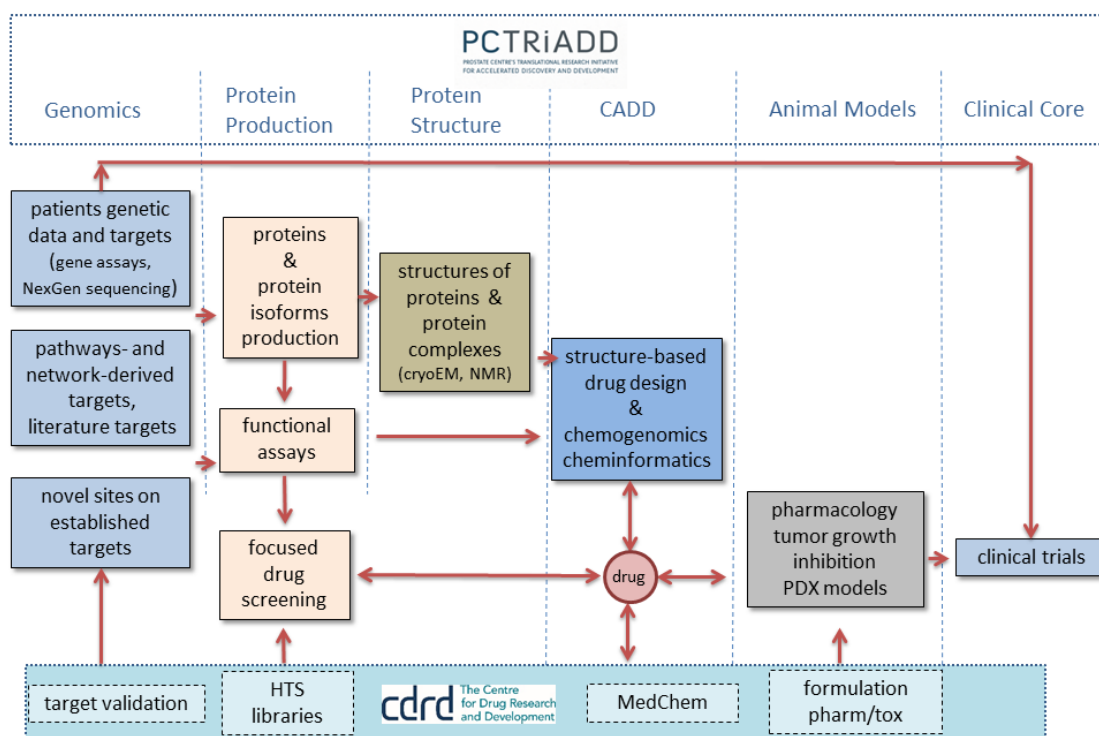 PCTRiADD
PROSTATE CENTRE'S TRANSLATIONAL RESEARCH INITIATIVE
FOR ACCELERATED DISCOVERY AND DEVELOPMENT
Genomics
Protein
Production
Protein
Structure
CADD
Animal Models
Clinical Core
patients genetic
data and targets
(gene assays,
NexGen sequencing)
pathways- and
network-derived
targets,
literature targets
novel sites on
established
targets
proteins
&
protein
isoforms
production
functional
assays
focused
drug
screening
structures of
proteins &
protein
complexes
(cryoEM, NMR)
structure-based
drug design
&
chemogenomics
cheminformatics
drug
pharmacology
tumor growth
inhibition
PDX models
clinical trials
target validation
HTS
libraries
cdrd
The Centre
for Drug Research
and Development
MedChem
formulation
pharm/tox